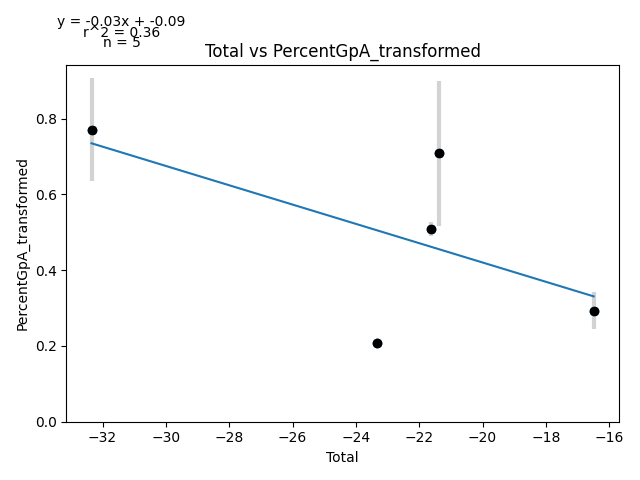 y = -0.03x + -0.09
r^2 = 0.36
n = 5
Total vs PercentGpA_transformed
PercentGpA_transformed
0.8
0.6
0.4
0.2
0.0
−32
−30
−28
−26
−24
−22
−20
−18
−16
Total